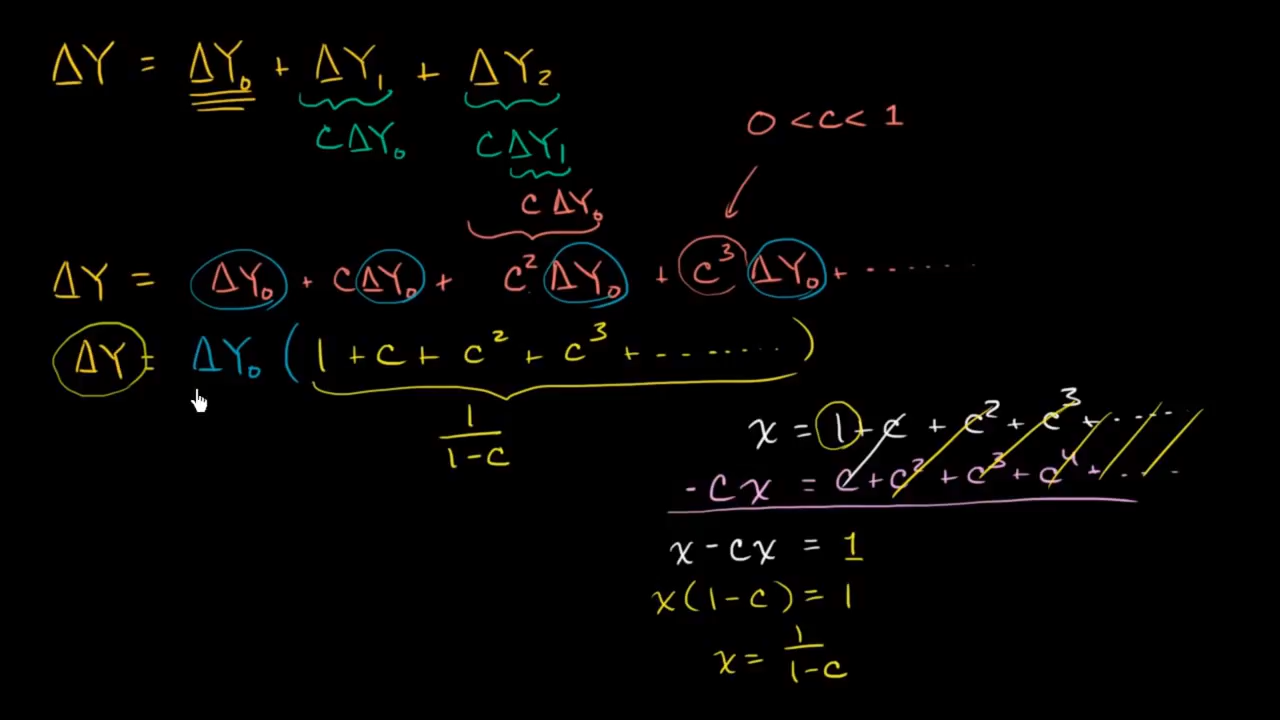 ΔY = ΔY₀ + ΔY₁ + ΔY₂
cΔY₀ cΔY₁
cΔY₀
0 < c < 1
ΔY = ΔY₀ + cΔY₀ + c²ΔY₀ + c³ΔY₀ + ........
ΔY = ΔY₀ (1 + c + c² + c³ + ........)
1/(1-c)
x = 1 + c + c² + c³ + .....
-cx = c + c² + c³ + c⁴ + .....
x - cx = 1
x(1-c) = 1
x = 1/(1-c)